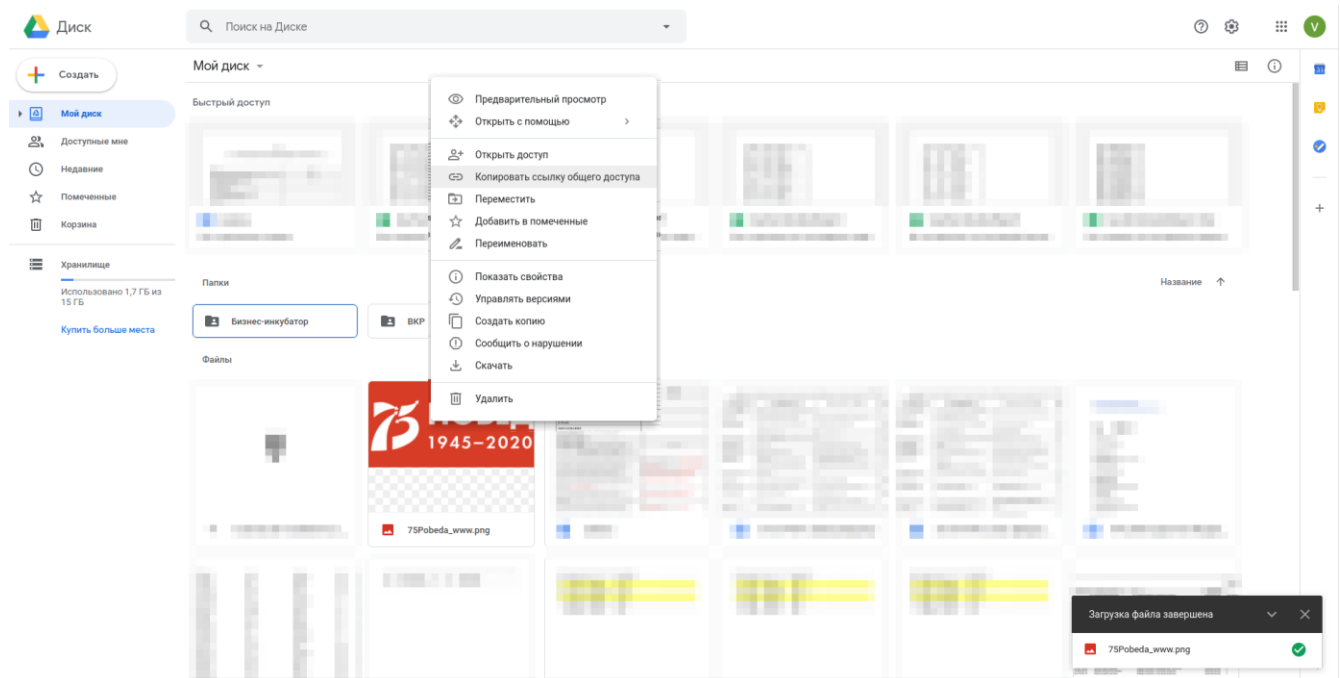 Диск
Поиск на Диске
V
Создать
Мой диск
Доступные мне
Недавние
Помеченные
Корзина
Хранилище
Использовано 1,7 ГБ из
15 ГБ
Купить больше места
Мой диск
Быстрый доступ
Предварительный просмотр
Открыть с помощью
Открыть доступ
Копировать ссылку общего доступа
Переместить
Добавить в помеченные
Переименовать
Показать свойства
Управлять версиями
Создать копию
Сообщить о нарушении
Скачать
Удалить
Папки
Название
Бизнес-инкубатор
ВКР
Файлы
75
1945–2020
75Pobeda_www.png
31
Загрузка файла завершена
75Pobeda_www.png